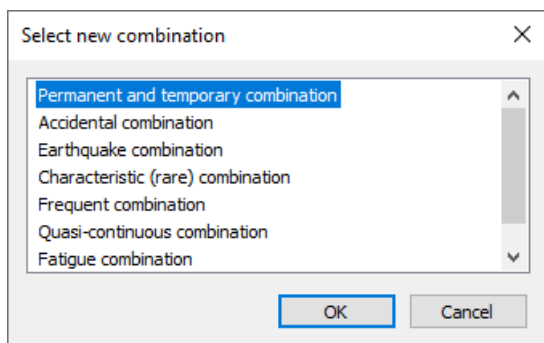 Select new combination
Permanent and temporary combination
Accidental combination
Earthquake combination
Characteristic (rare) combination
Frequent combination
Quasi-continuous combination
Fatigue combination
OK Cancel